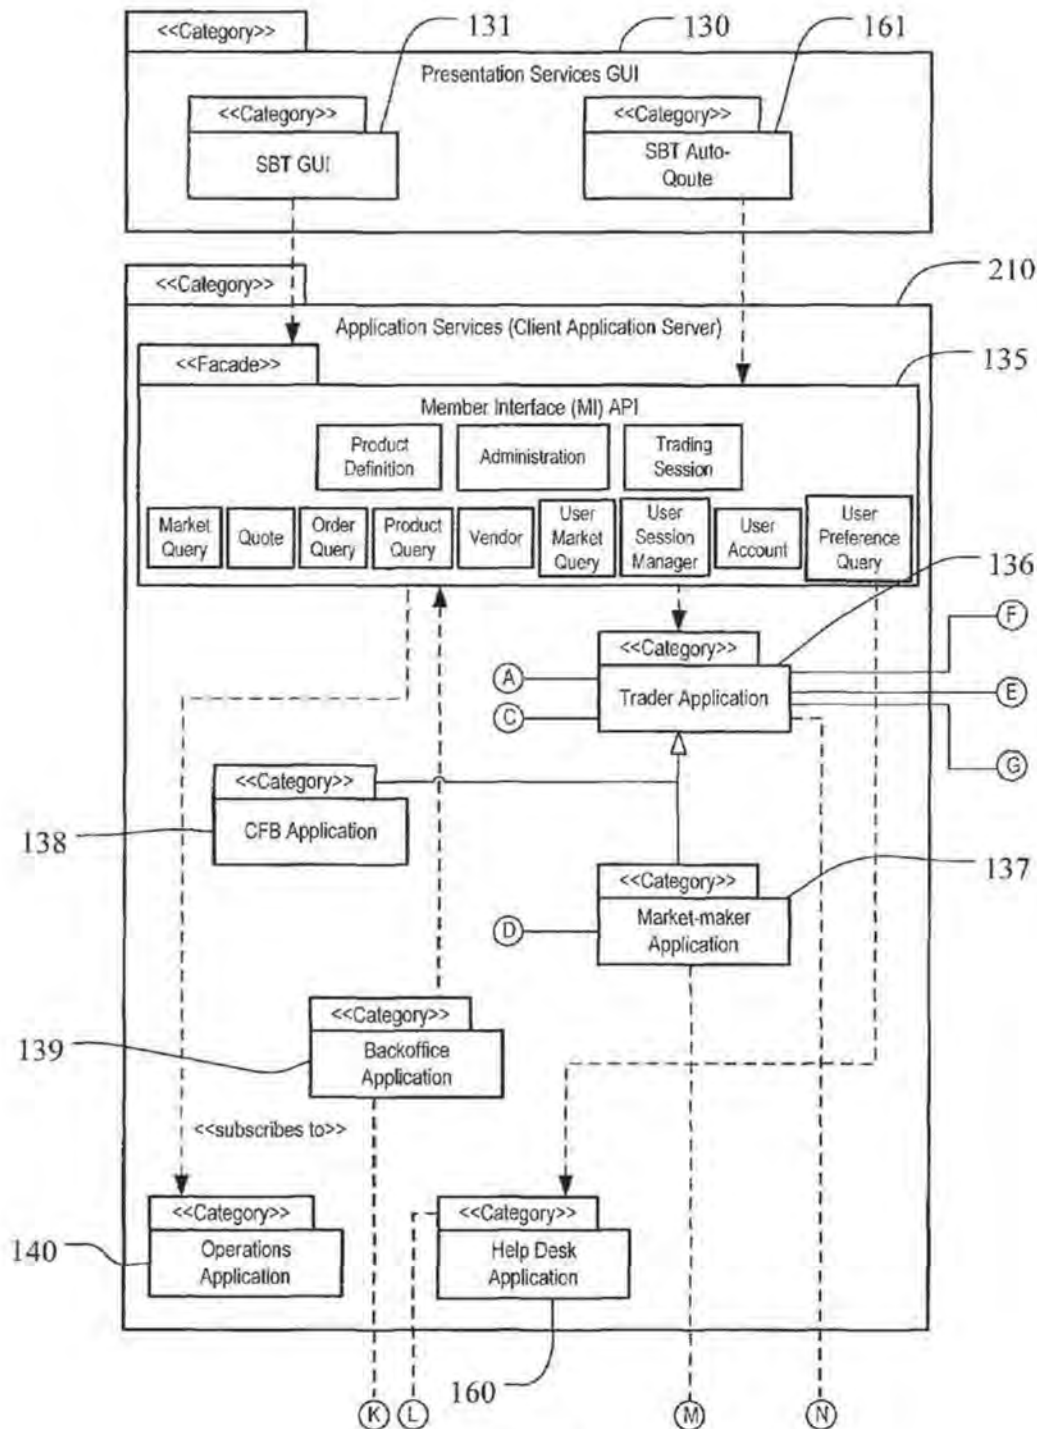 <<Category>>
131
130
161
Presentation Services GUI
<<Category>>
SBT GUI
<<Category>>
SBT Auto-
Qoute
<<Category>>
210
Application Services (Client Application Server)
<<Facade>>
135
Member Interface (MI) API
Product
Definition
Administration
Trading
Session
Market
Query
Quote
Order
Query
Product
Query
Vendor
User
Market
Query
User
Session
Manager
User
Account
User
Preference
Query
136
F
<<Category>>
Trader Application
A
E
C
G
<<Category>>
CFB Application
138
<<Category>>
Market-maker
Application
137
D
<<Category>>
Backoffice
Application
139
<<subscribes to>>
<<Category>>
Operations
Application
140
<<Category>>
Help Desk
Application
160
K
L
M
N